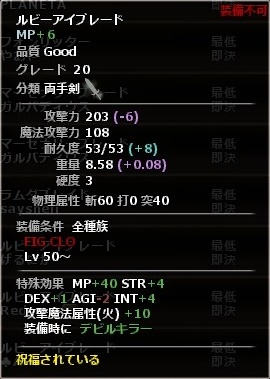 PLANETA
装備不可
ルビーアイブレード
MP+6
品質 Good
グレード 20
分類 両手剣
攻撃力 203 (-6)
魔法攻撃力 108
耐久度 53/53 (+8)
重量 8.58 (+0.08)
硬度 3
物理属性 斬60 打0 突40
装備条件 全種族
FIG.CLO
Lv 50～
特殊効果 MP+40 STR+4
DEX+1 AGI-2 INT+4
攻撃魔法属性(火) +10
装備時に デビルキラー
祝福されている